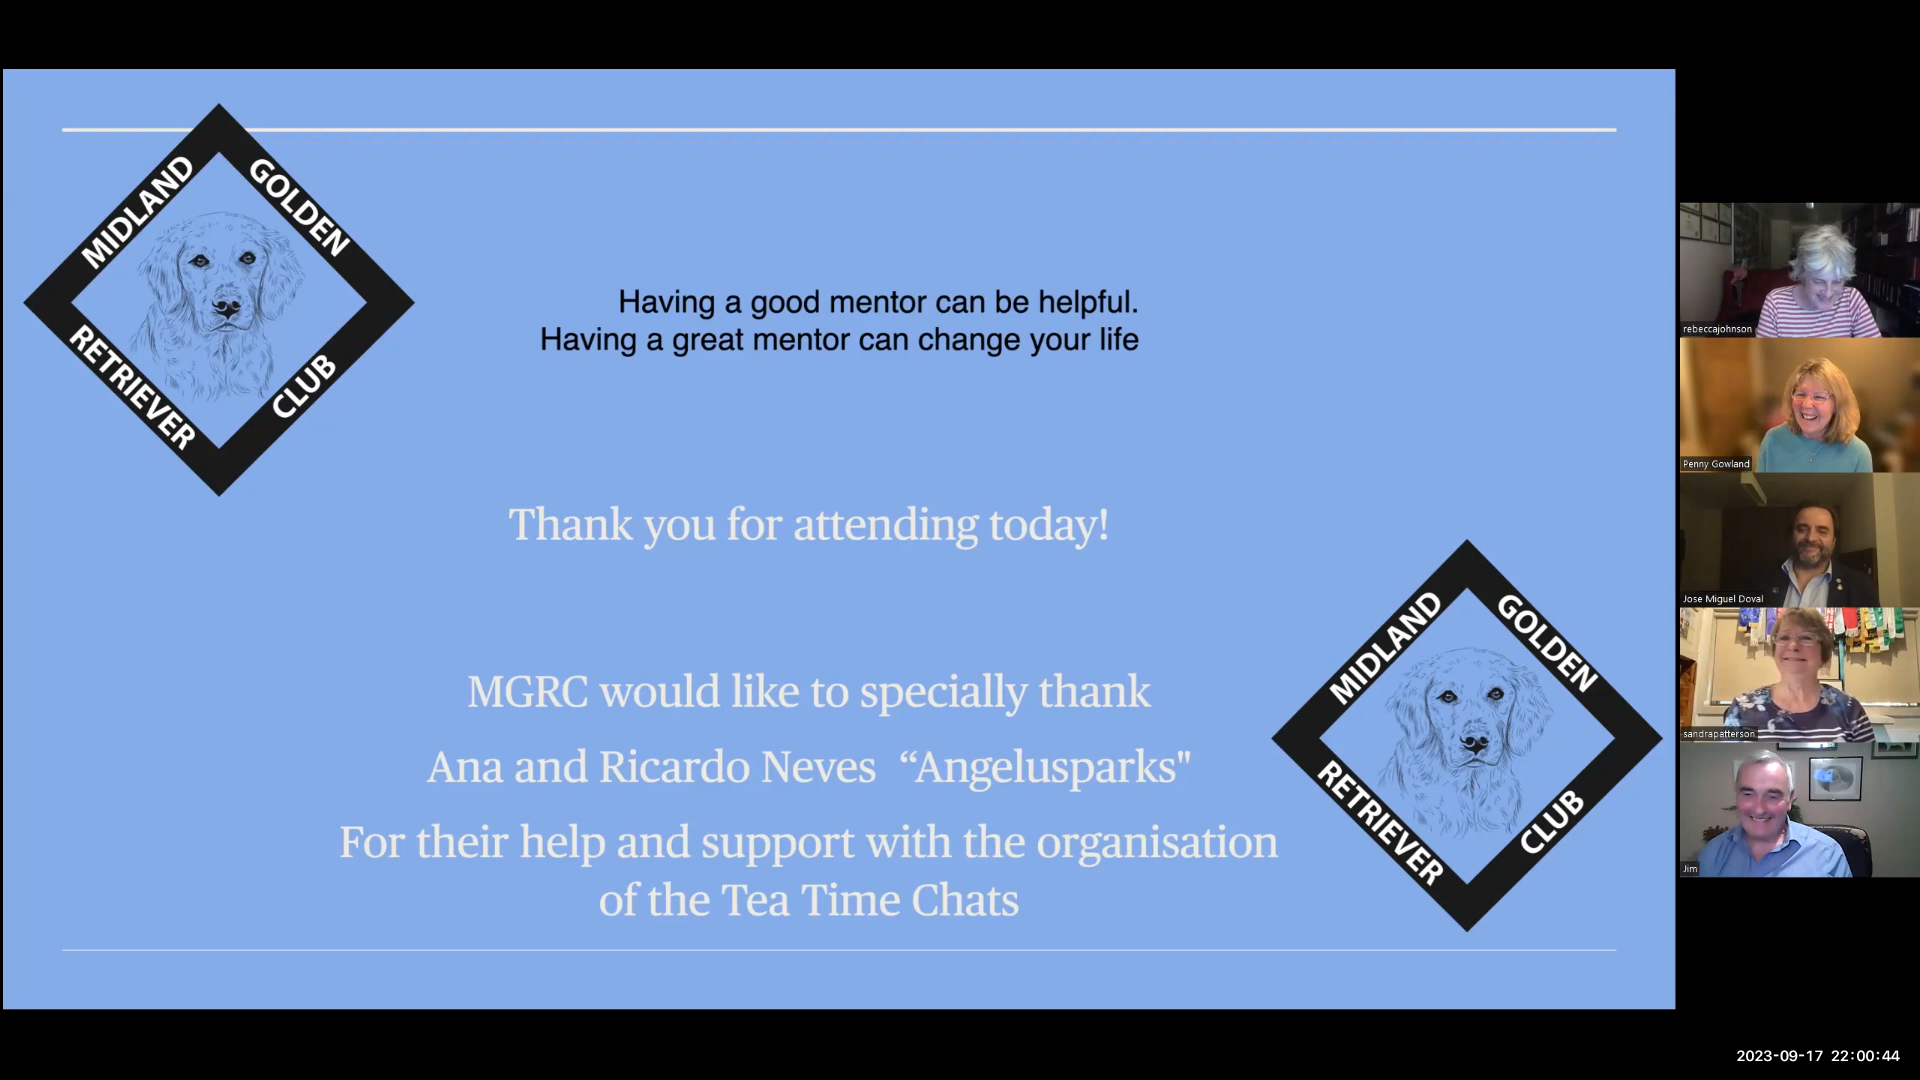 MIDLAND
GOLDEN
RETRIEVER
CLUB
Having a good mentor can be helpful.
Having a great mentor can change your life
Thank you for attending today!
MGRC would like to specially thank
Ana and Ricardo Neves “Angelusparks"
For their help and support with the organisation
of the Tea Time Chats
MIDLAND
GOLDEN
RETRIEVER
CLUB
rebeccajohnson
Penny Gowland
Jose Miguel Doval
sandrapatterson
Jim
2023-09-17 22:00:44